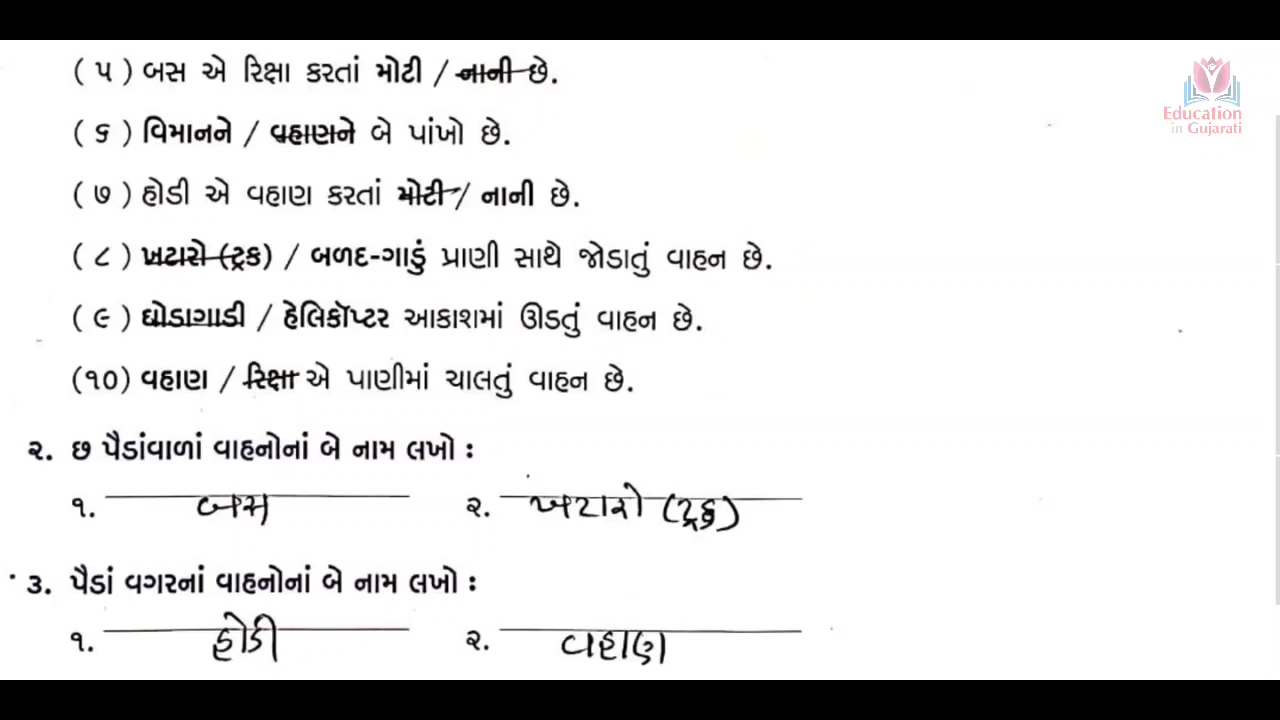 (૫) બસ એ રિક્ષા કરતાં મોટી / નાની છે.
Education
in Gujarati
(૬) વિમાનને / વહાણને બે પાંખો છે.
(૭) હોડી એ વહાણ કરતાં મોટી / નાની છે.
(૮) ખટારો (ટ્રક) / બળદ-ગાડું પ્રાણી સાથે જોડાતું વાહન છે.
(૯) ઘોડાગાડી / હેલિકૉપ્ટર આકાશમાં ઊડતું વાહન છે.
(૧૦) વહાણ / રિક્ષા એ પાણીમાં ચાલતું વાહન છે.
૨. છ પૈડાંવાળાં વાહનોનાં બે નામ લખો :
૧. બસ ૨. ખટારો (ટ્રક)
૩. પૈડાં વગરનાં વાહનોનાં બે નામ લખો :
૧. હોડી ૨. વહાણ